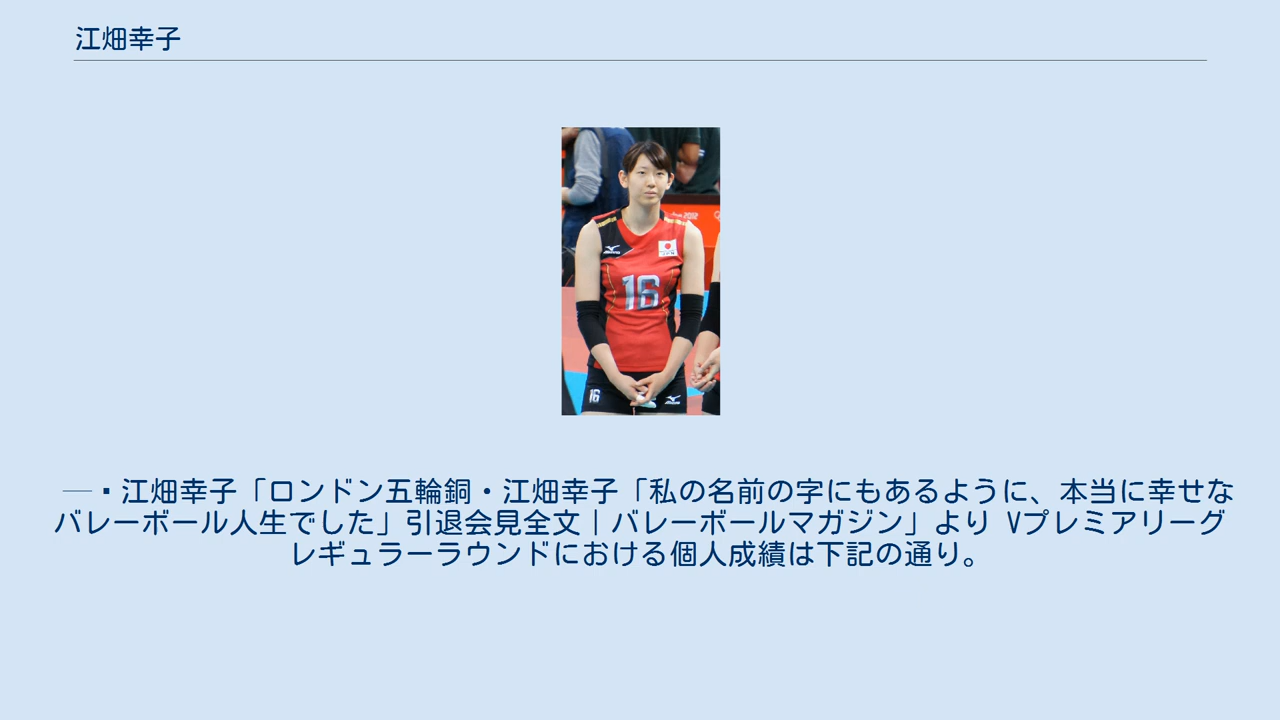 江畑幸子
2012
MIZUNO
JPN
16
16
―・江畑幸子「ロンドン五輪銅・江畑幸子「私の名前の字にもあるように、本当に幸せな
バレーボール人生でした」引退会見全文｜バレーボールマガジン」より Vプレミアリーグ
レギュラーラウンドにおける個人成績は下記の通り。